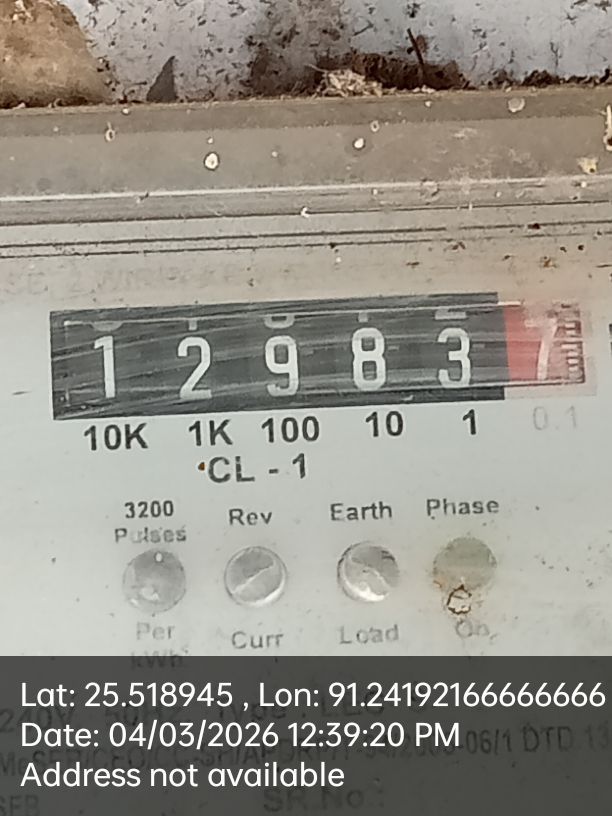 1 2 9 8 3 7
10K 1K 100 10 1 0.1
CL - 1
3200 Rev Earth Phase
Pulses
Per Curr Load On
kWh
Lat: 25.518945 , Lon: 91.24192166666666
Date: 04/03/2026 12:39:20 PM
Address not available
SR.No.